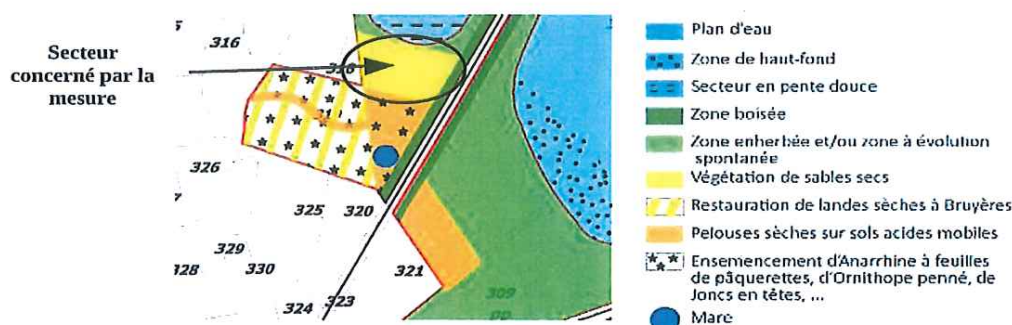 Secteur
concerné par la
mesure
316
326
325
320
329
328
330
324
323
321
309
Plan d'eau
Zone de haut-fond
Secteur en pente douce
Zone boisée
Zone enherbée et/ou zone à évolution
spontanée
Végétation de sables secs
Restauration de landes sèches à Bruyères
Pelouses sèches sur sols acides mobiles
Ensemencement d'Anarrhine à feuilles
de pâquerettes, d'Ornithope penné, de
Joncs en têtes, ...
Mare